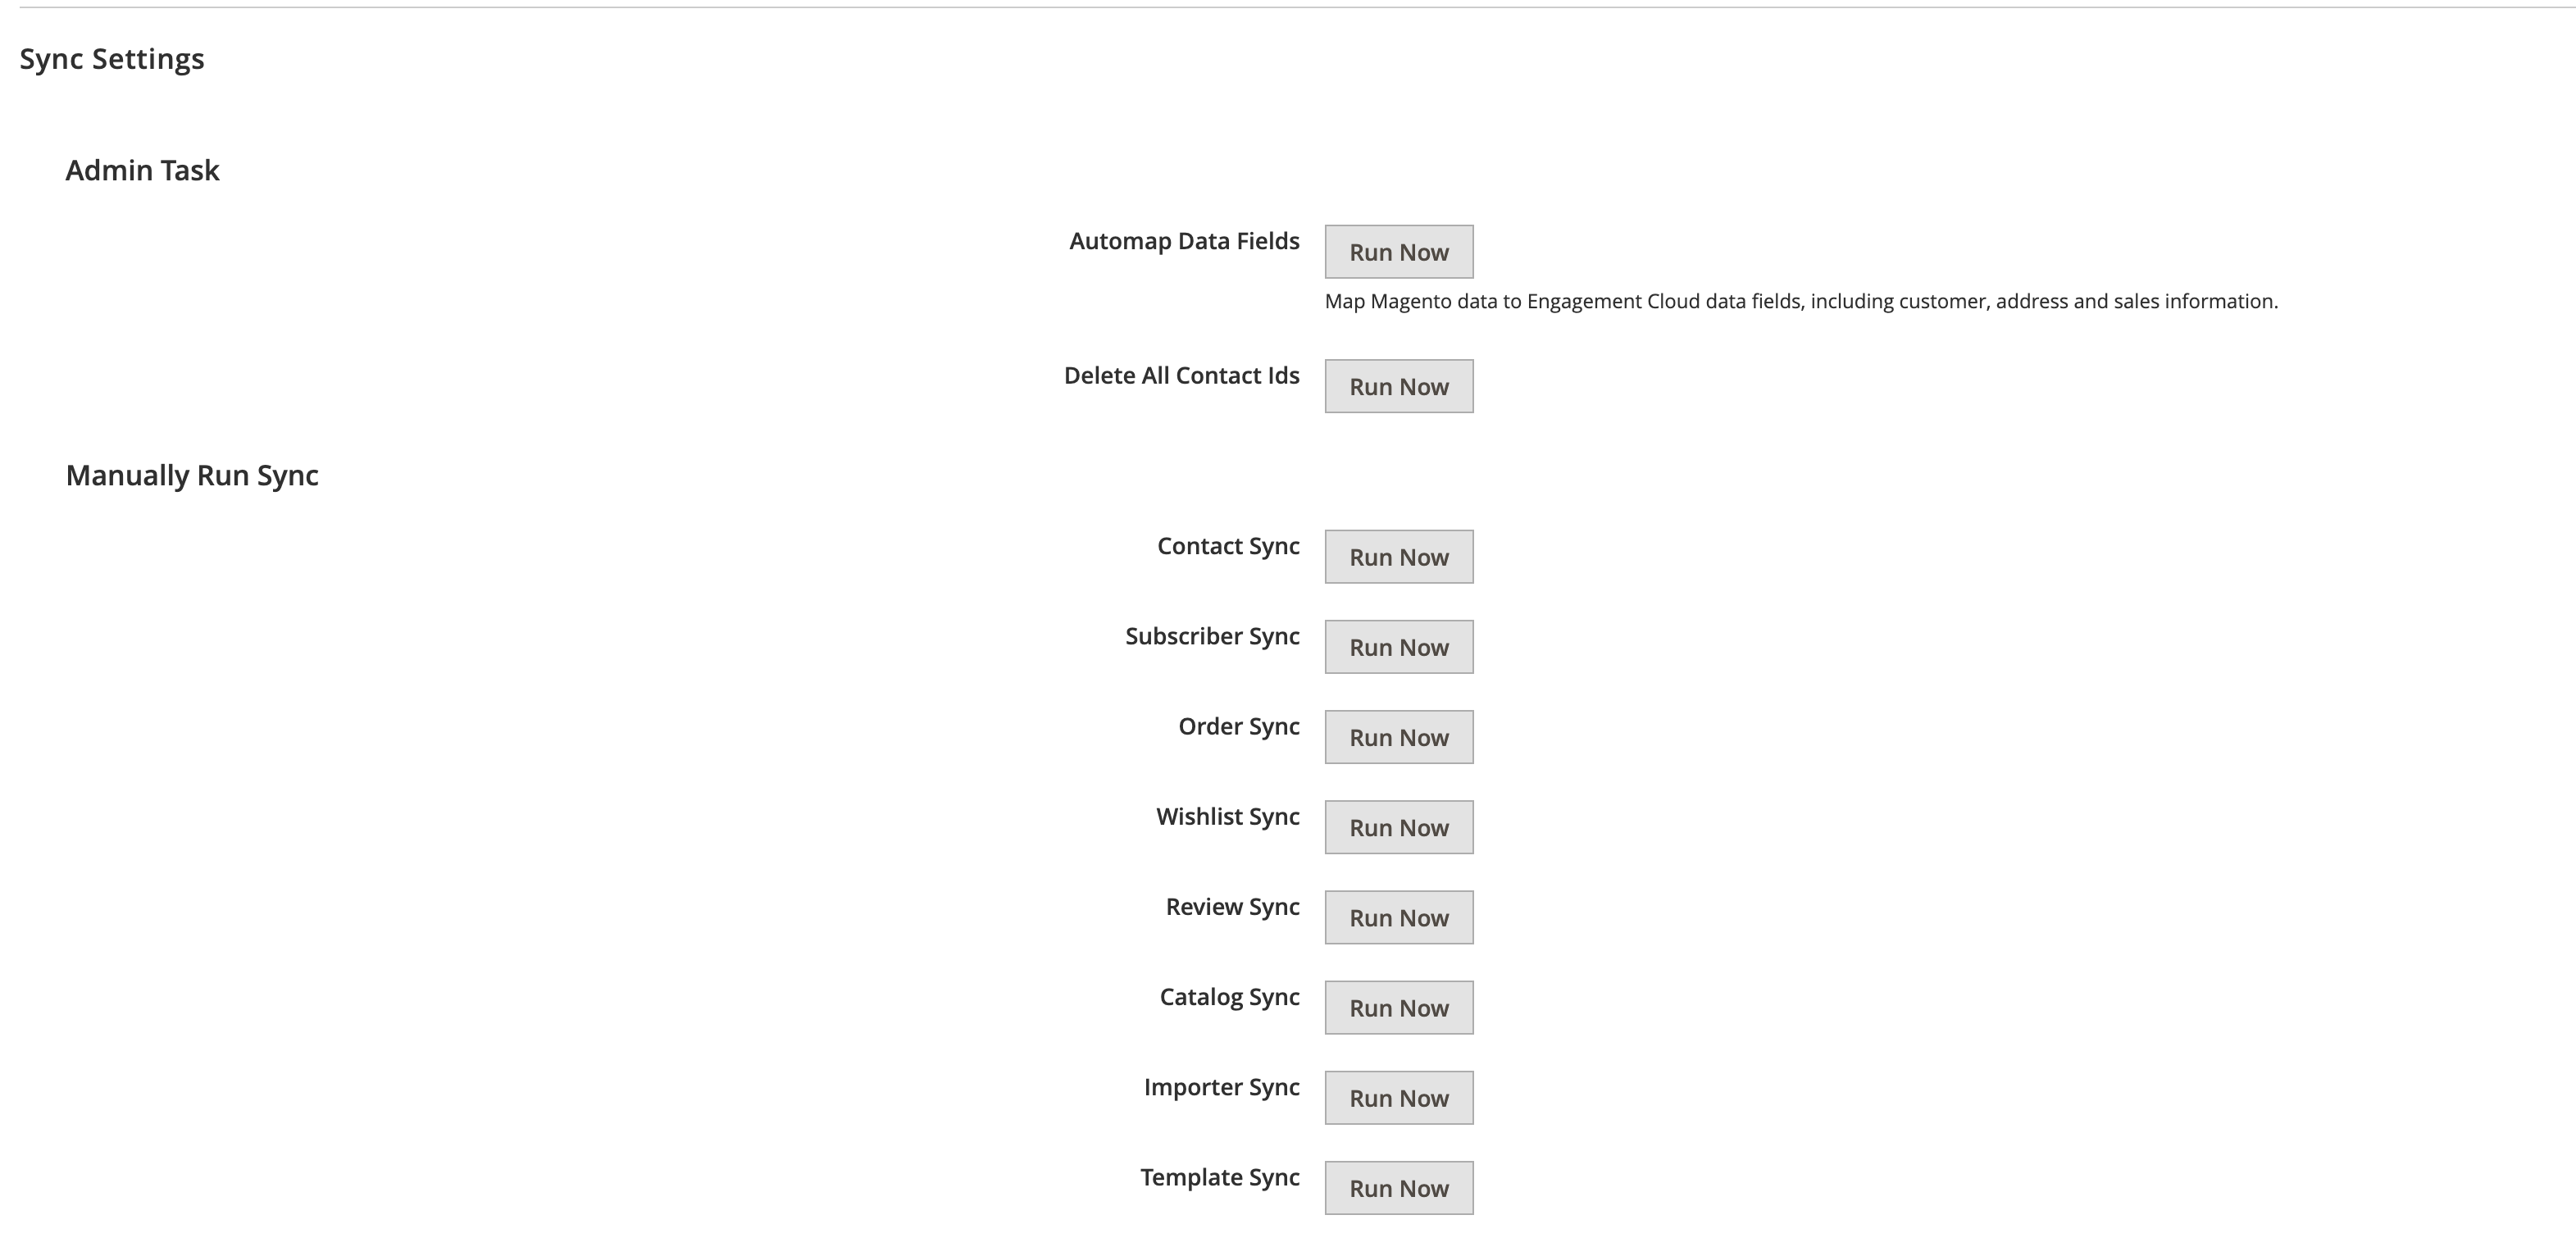 Sync Settings
Admin Task
Automap Data Fields
Run Now
Map Magento data to Engagement Cloud data fields, including customer, address and sales information.
Delete All Contact Ids
Run Now
Manually Run Sync
Contact Sync
Run Now
Subscriber Sync
Run Now
Order Sync
Run Now
Wishlist Sync
Run Now
Review Sync
Run Now
Catalog Sync
Run Now
Importer Sync
Run Now
Template Sync
Run Now